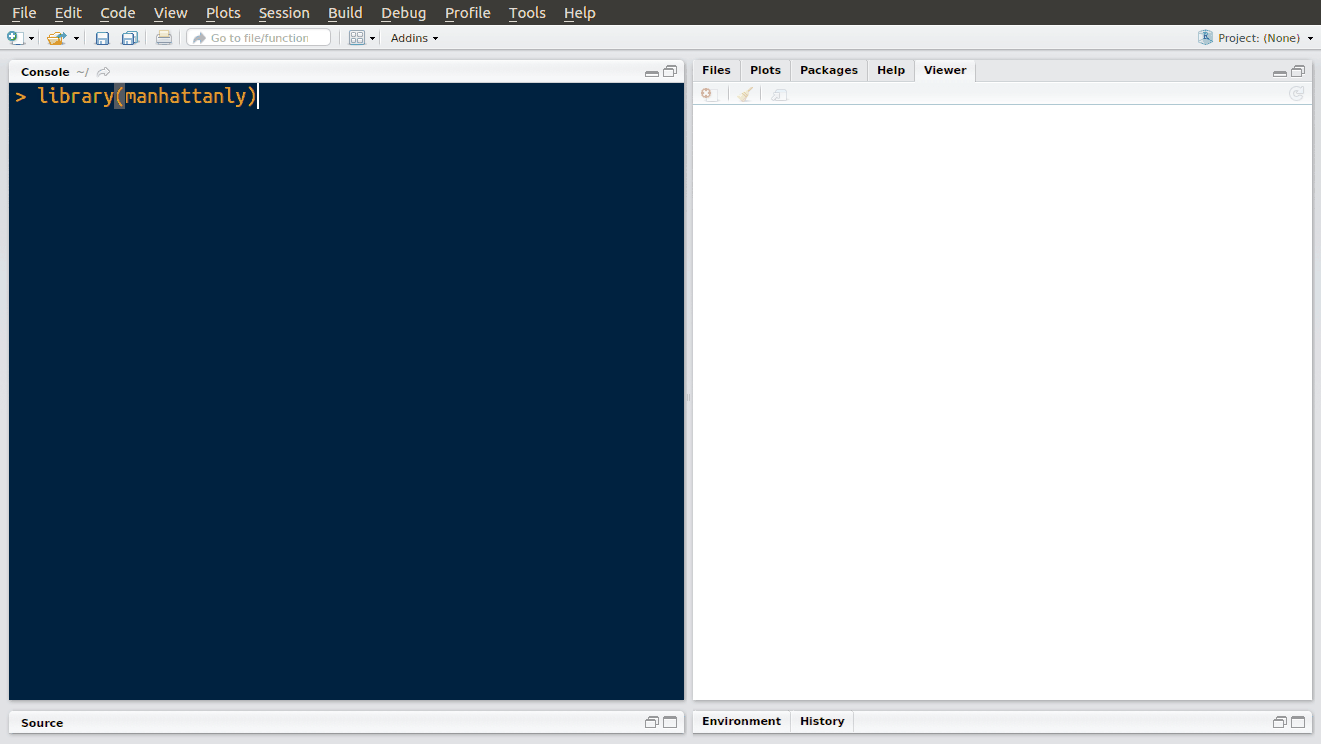 File Edit Code View Plots Session Build Debug Profile Tools Help
Go to file/function Addins Project: (None)
Console ~/
> library(manhattanly)
Files Plots Packages Help Viewer
Source
Environment History